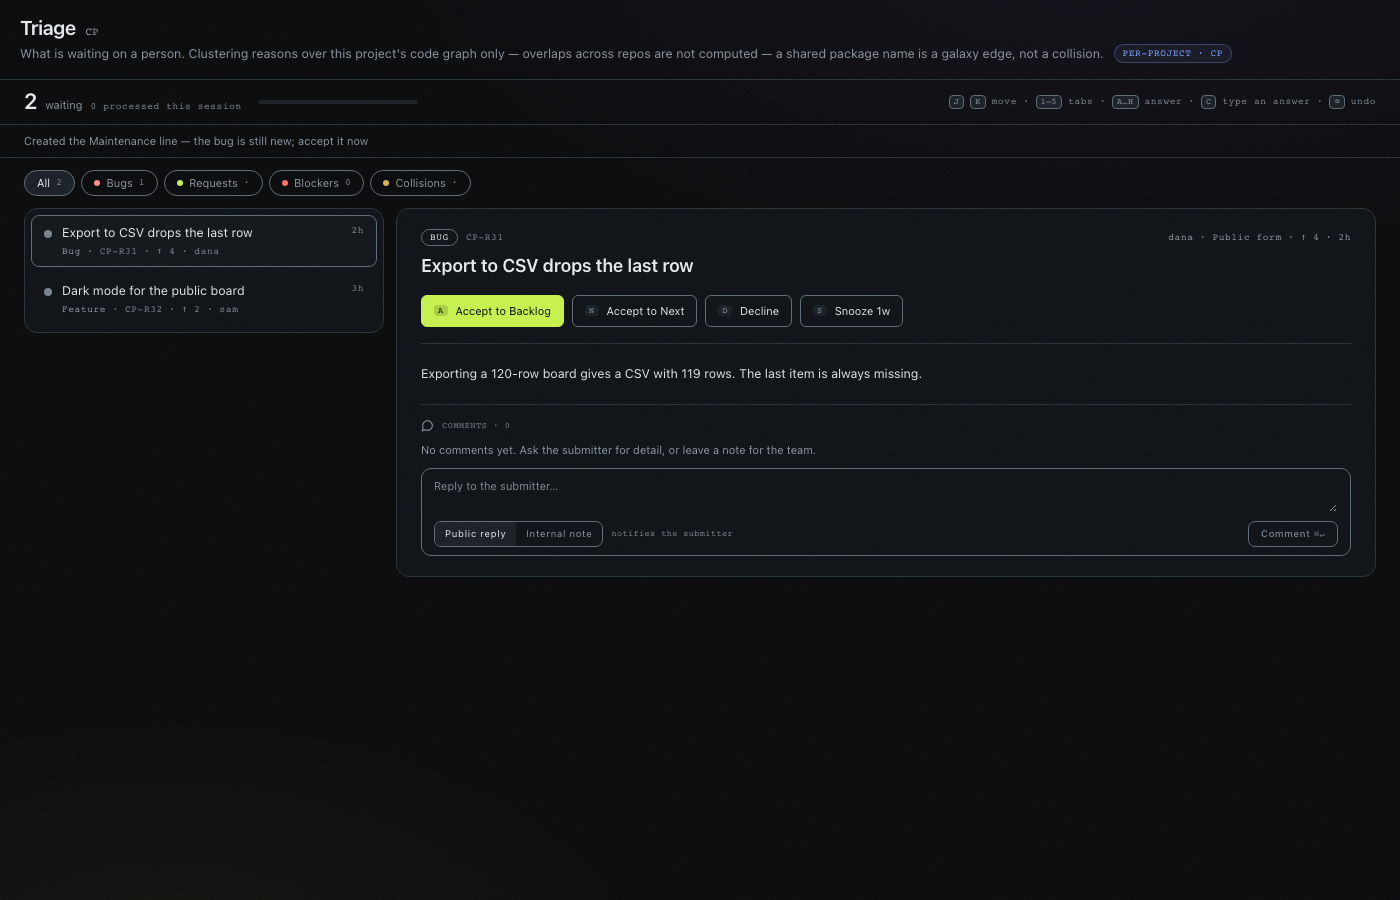 Triage CP
What is waiting on a person. Clustering reasons over this project's code graph only — overlaps across repos are not computed — a shared package name is a galaxy edge, not a collision. PER-PROJECT · CP
2 waiting 0 processed this session
J K move · 1–5 tabs · A…H answer · C type an answer · ⌫ undo
Created the Maintenance line — the bug is still new; accept it now
All 2 Bugs 1 Requests · Blockers 0 Collisions ·
Export to CSV drops the last row 2h
Bug · CP-R31 · ↑ 4 · dana
Dark mode for the public board 3h
Feature · CP-R32 · ↑ 2 · sam
BUG CP-R31 dana · Public form · ↑ 4 · 2h
Export to CSV drops the last row
A Accept to Backlog N Accept to Next D Decline S Snooze 1w
Exporting a 120-row board gives a CSV with 119 rows. The last item is always missing.
COMMENTS · 0
No comments yet. Ask the submitter for detail, or leave a note for the team.
Reply to the submitter…
Public reply Internal note notifies the submitter Comment ⌘↵